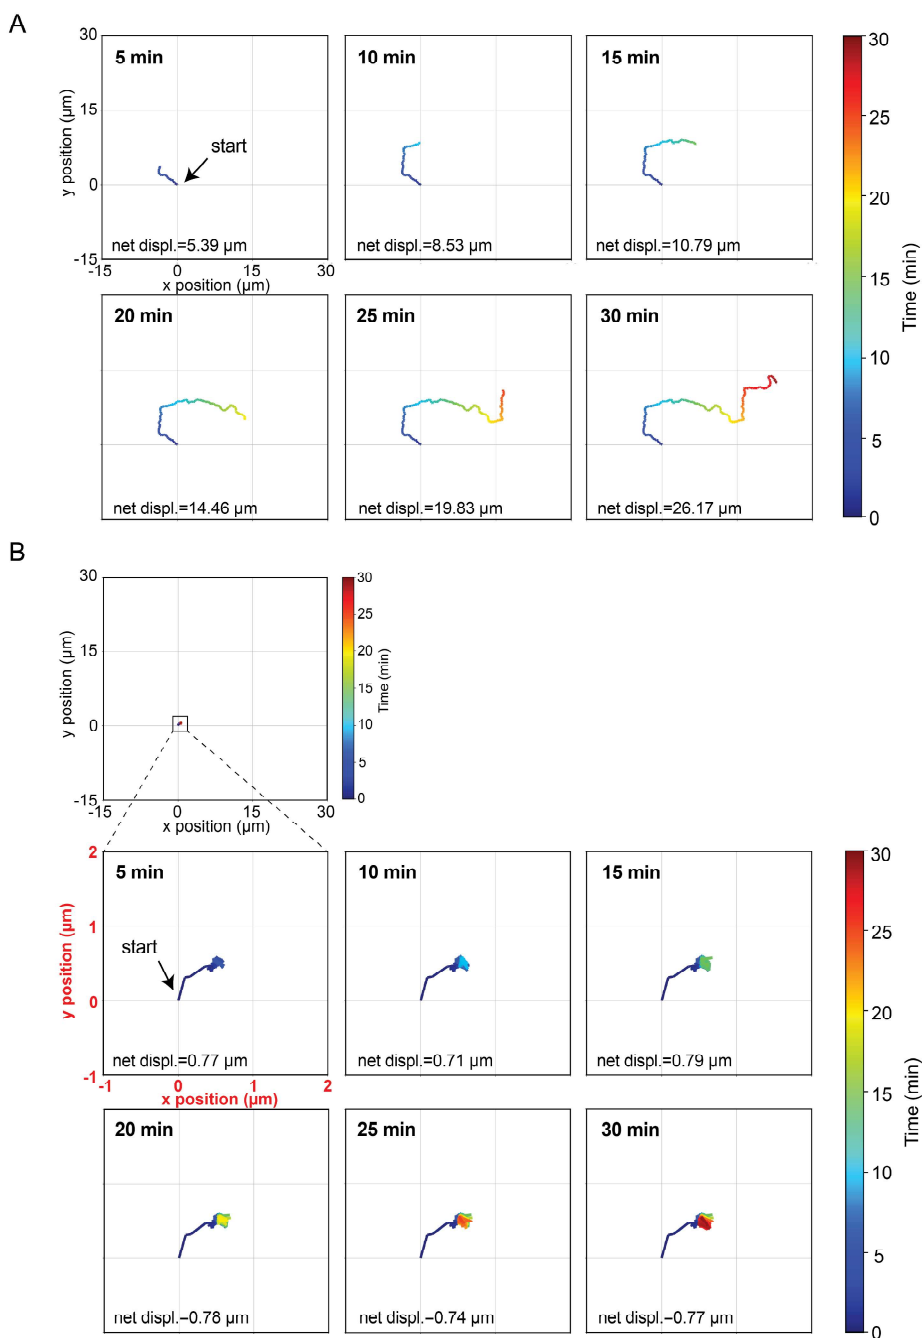 A
30
15
0
-15
y position (µm)
5 min
start
net displ.=5.39 µm
-15
0
30
x position (µm)
10 min
net displ.=8.53 µm
15 min
net displ.=10.79 µm
20 min
net displ.=14.46 µm
25 min
net displ.=19.83 µm
30 min
net displ.=26.17 µm
30
25
20
15
10
5
0
Time (min)
B
30
15
0
-15
y position (µm)
-15
0
15
30
x position (µm)
30
25
20
15
10
5
0
Time (min)
2
1
0
-1
y position (µm)
5 min
start
net displ.=0.77 µm
-1
0
1
2
x position (µm)
10 min
net displ.=0.71 µm
15 min
net displ.=0.79 µm
20 min
net displ.–0.78 µm
25 min
net displ.–0.74 µm
30 min
net displ.–0.77 µm
30
25
20
15
10
5
0
Time (min)